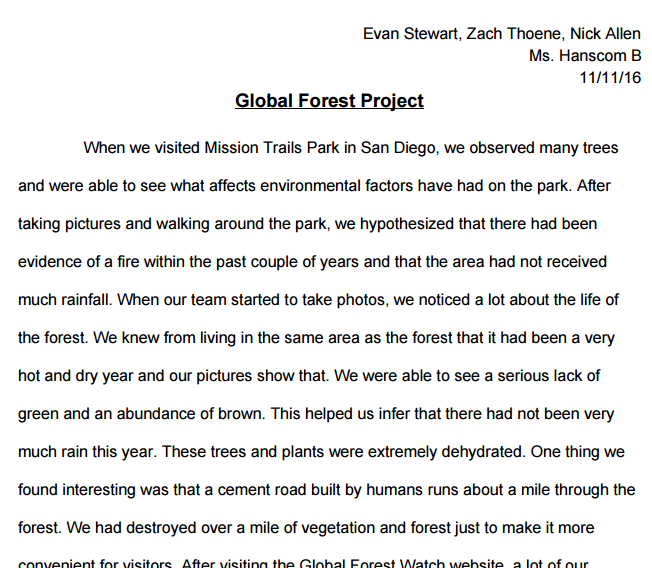 Evan Stewart, Zach Thoene, Nick Allen
Ms. Hanscom B
11/11/16
Global Forest Project
When we visited Mission Trails Park in San Diego, we observed many trees
and were able to see what affects environmental factors have had on the park. After
taking pictures and walking around the park, we hypothesized that there had been
evidence of a fire within the past couple of years and that the area had not received
much rainfall. When our team started to take photos, we noticed a lot about the life of
the forest. We knew from living in the same area as the forest that it had been a very
hot and dry year and our pictures show that. We were able to see a serious lack of
green and an abundance of brown. This helped us infer that there had not been very
much rain this year. These trees and plants were extremely dehydrated. One thing we
found interesting was that a cement road built by humans runs about a mile through the
forest. We had destroyed over a mile of vegetation and forest just to make it more
convenient for visitors. After visiting the Global Forest Watch website, a lot of our